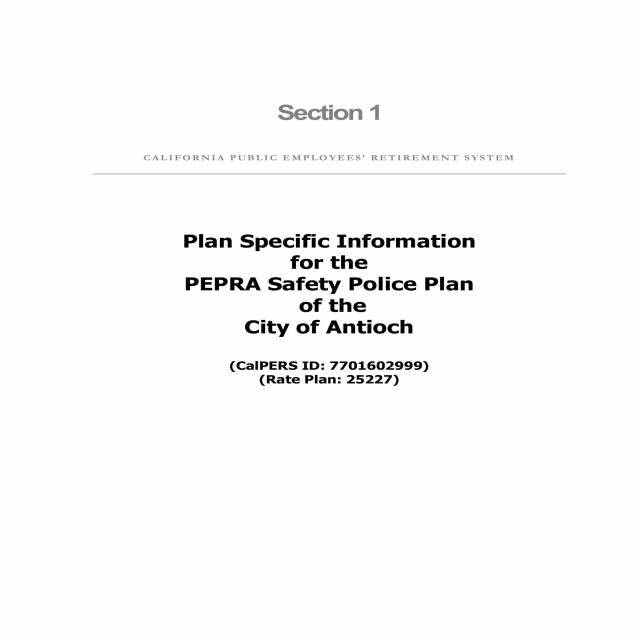 Section 1
CALIFORNIA PUBLIC EMPLOYEES' RETIREMENT SYSTEM
Plan Specific Information
for the
PEPRA Safety Police Plan
of the
City of Antioch
(CalPERS ID: 7701602999)
(Rate Plan: 25227)